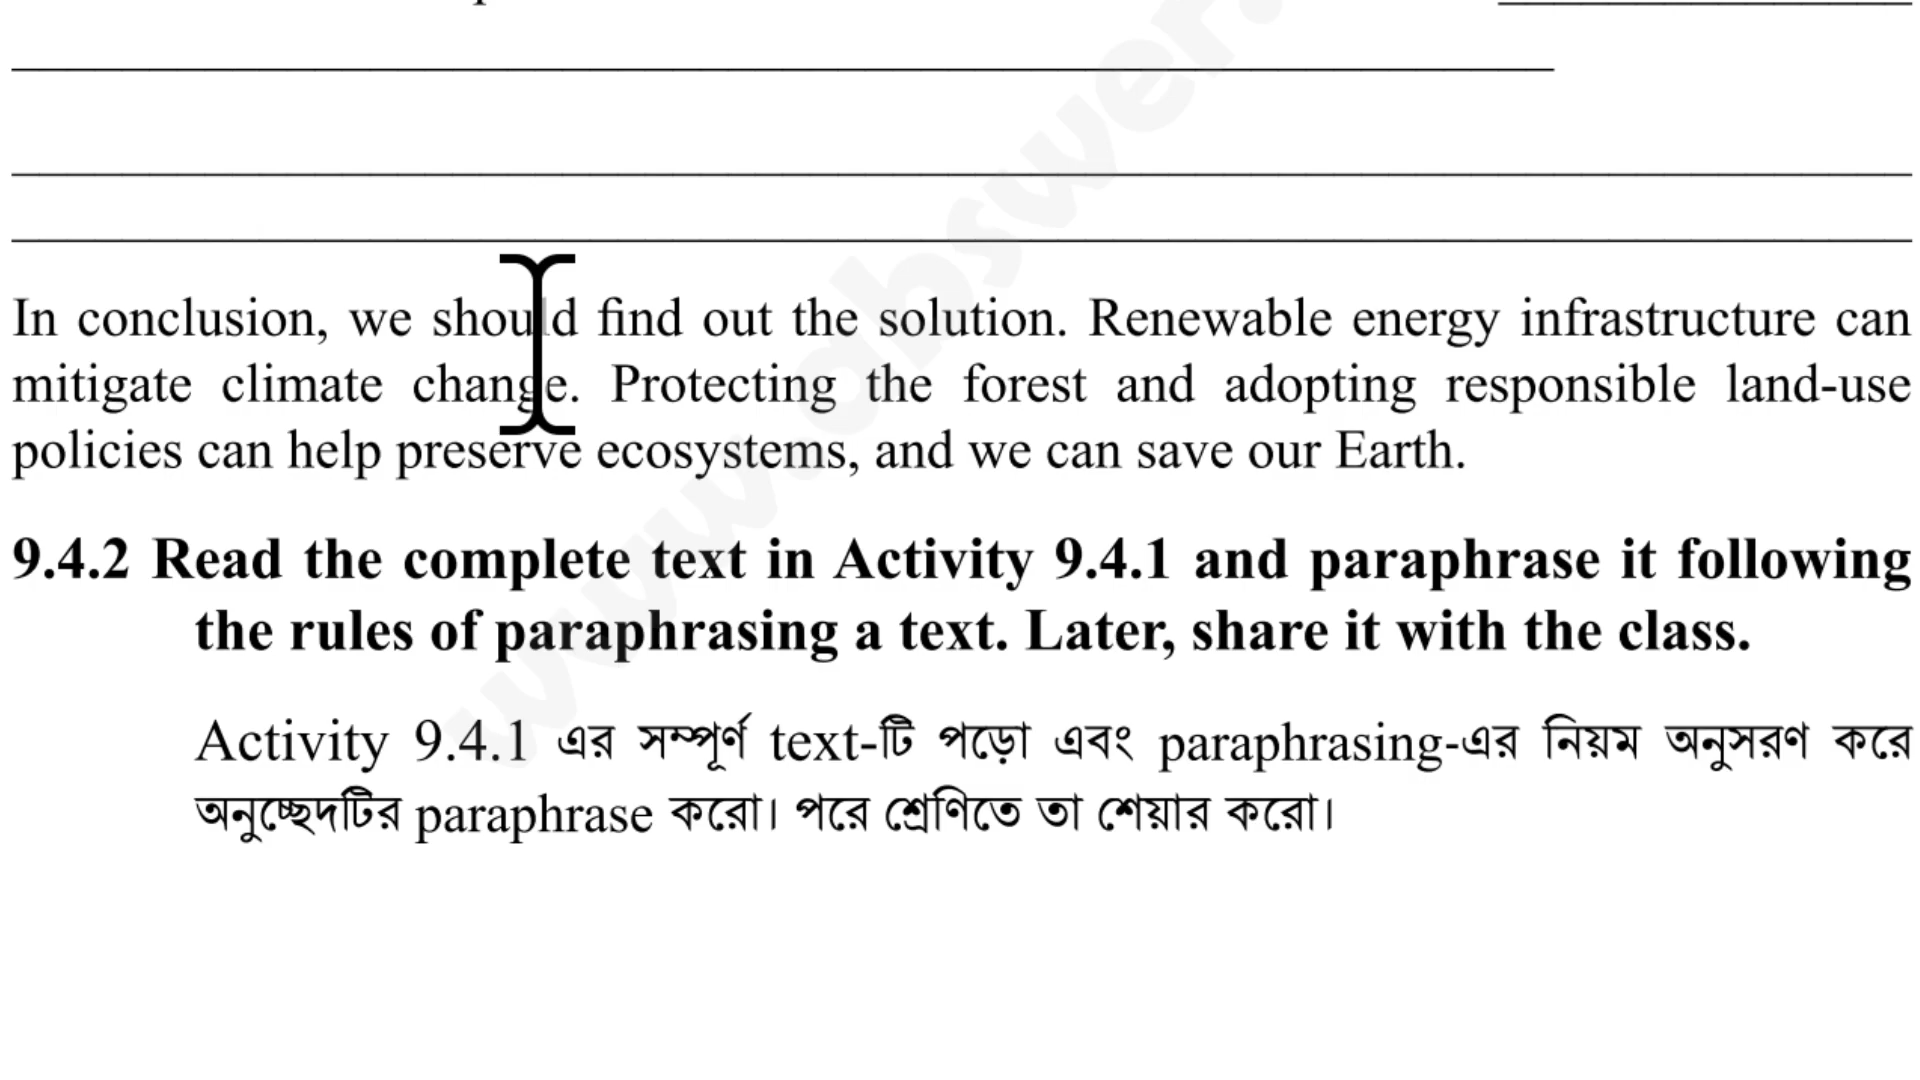 In conclusion, we should find out the solution. Renewable energy infrastructure can
mitigate climate change. Protecting the forest and adopting responsible land-use
policies can help preserve ecosystems, and we can save our Earth.
9.4.2 Read the complete text in Activity 9.4.1 and paraphrase it following
the rules of paraphrasing a text. Later, share it with the class.
Activity 9.4.1 এর সম্পূর্ণ text-টি পড়ো এবং paraphrasing-এর নিয়ম অনুসরণ করে
অনুচ্ছেদটির paraphrase করো। পরে শ্রেণিতে তা শেয়ার করো।
www.dbswer.